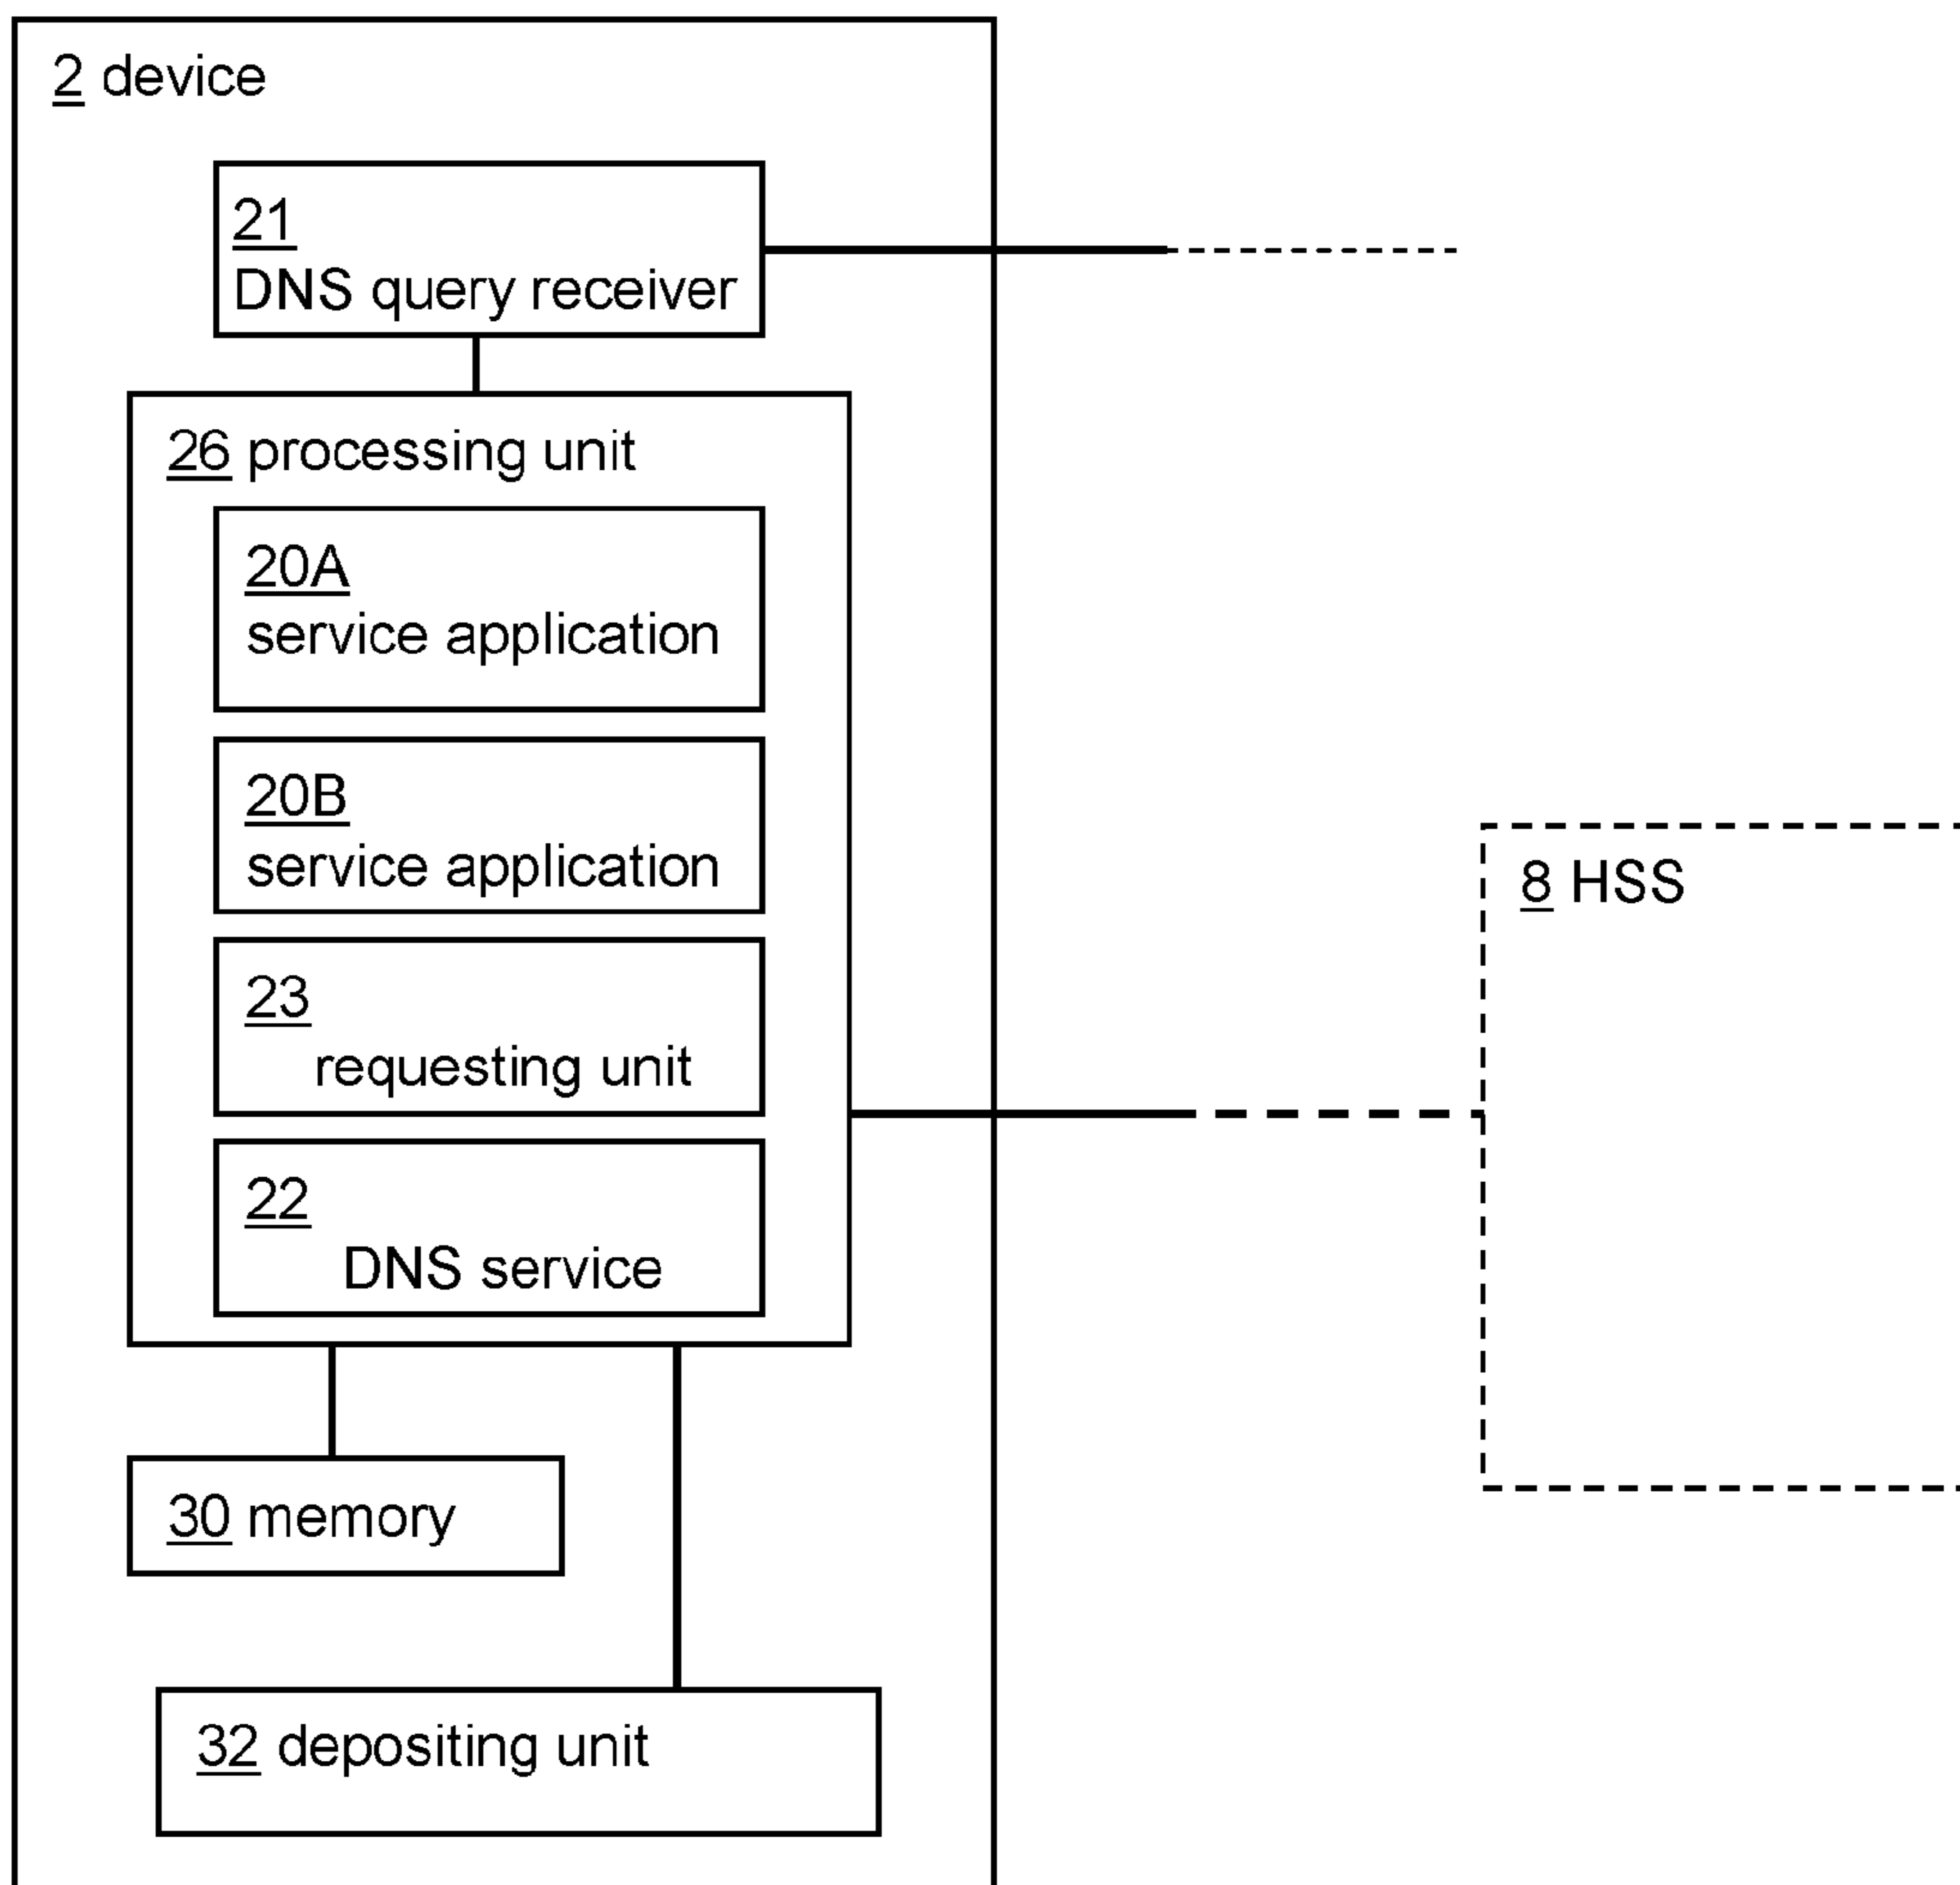 2 device
21
DNS query receiver
26 processing unit
20A
service application
20B
service application
8 HSS
23
requesting unit
22
DNS service
30 memory
32 depositing unit